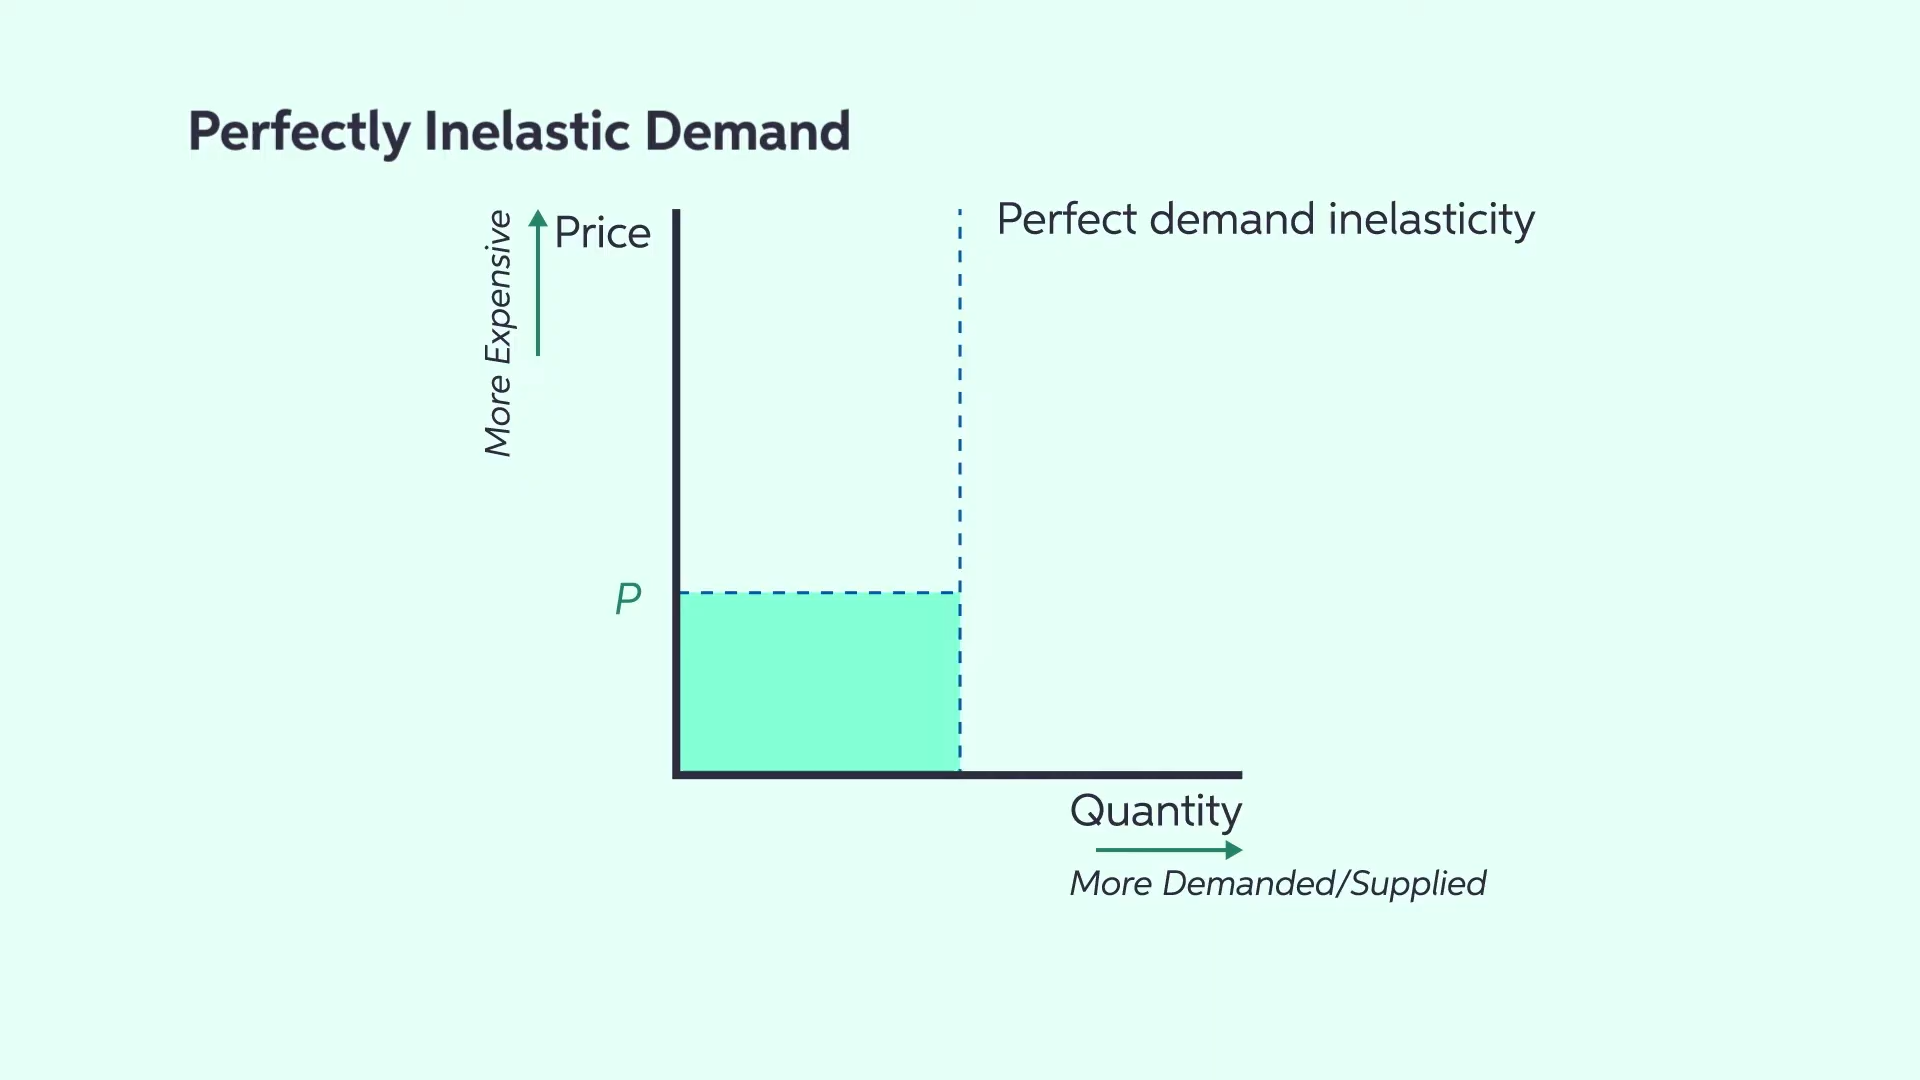 Perfectly Inelastic Demand
More Expensive
Price
Perfect demand inelasticity
P
Quantity
More Demanded/Supplied